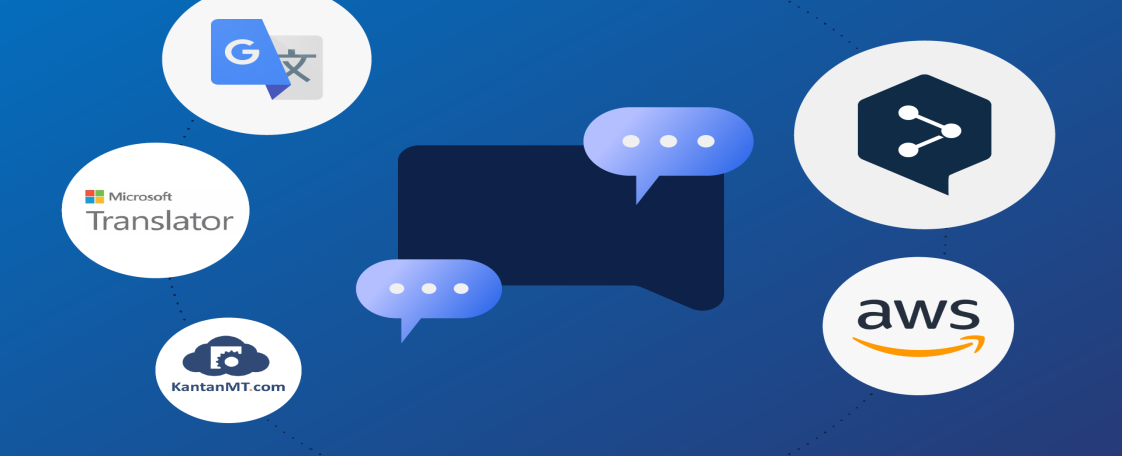 G 文
Microsoft
Translator
KantanMT.com
aws